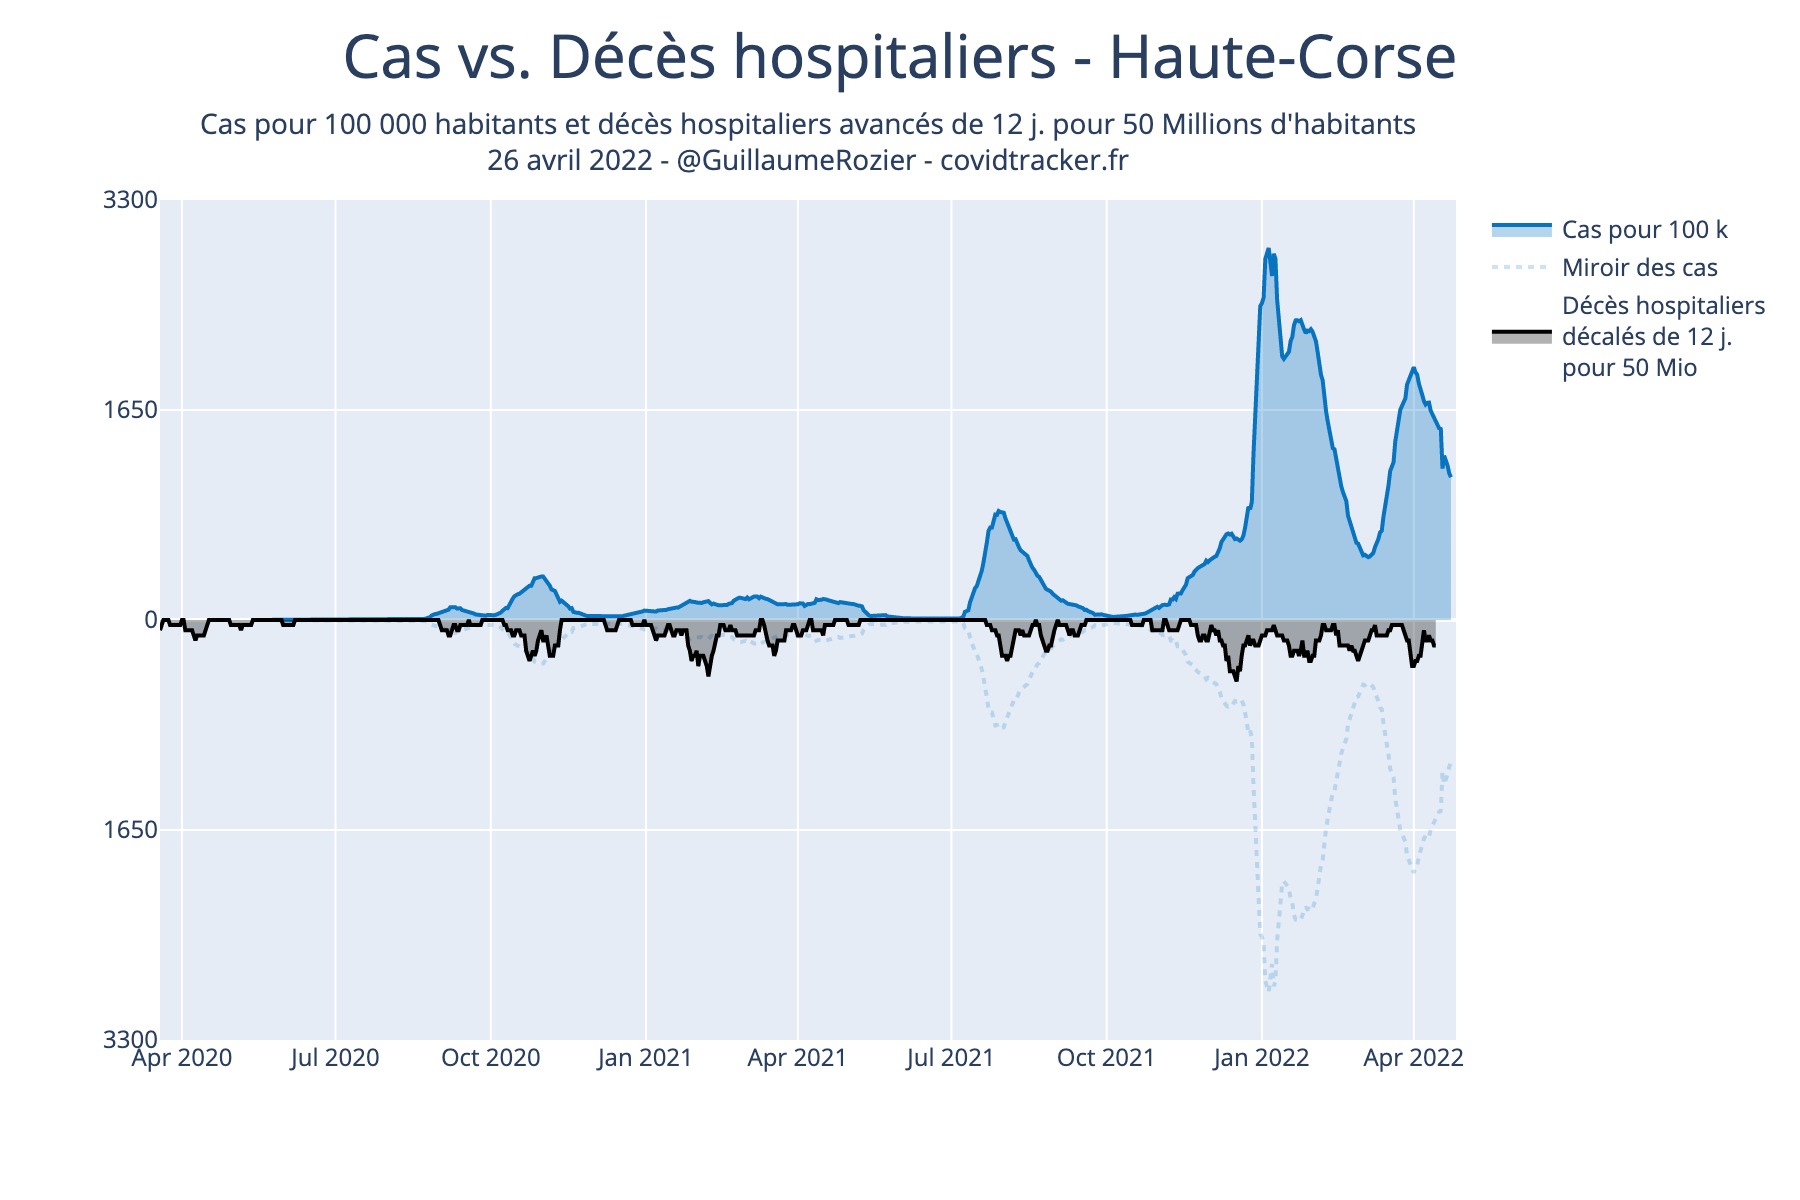 Cas vs. Décès hospitaliers - Haute-Corse
Cas pour 100 000 habitants et décès hospitaliers avancés de 12 j. pour 50 Millions d'habitants
26 avril 2022 - @GuillaumeRozier - covidtracker.fr
3300
1650
0
1650
3300
Apr 2020
Jul 2020
Oct 2020
Jan 2021
Apr 2021
Jul 2021
Oct 2021
Jan 2022
Apr 2022
Cas pour 100 k
Miroir des cas
Décès hospitaliers
décalés de 12 j.
pour 50 Mio